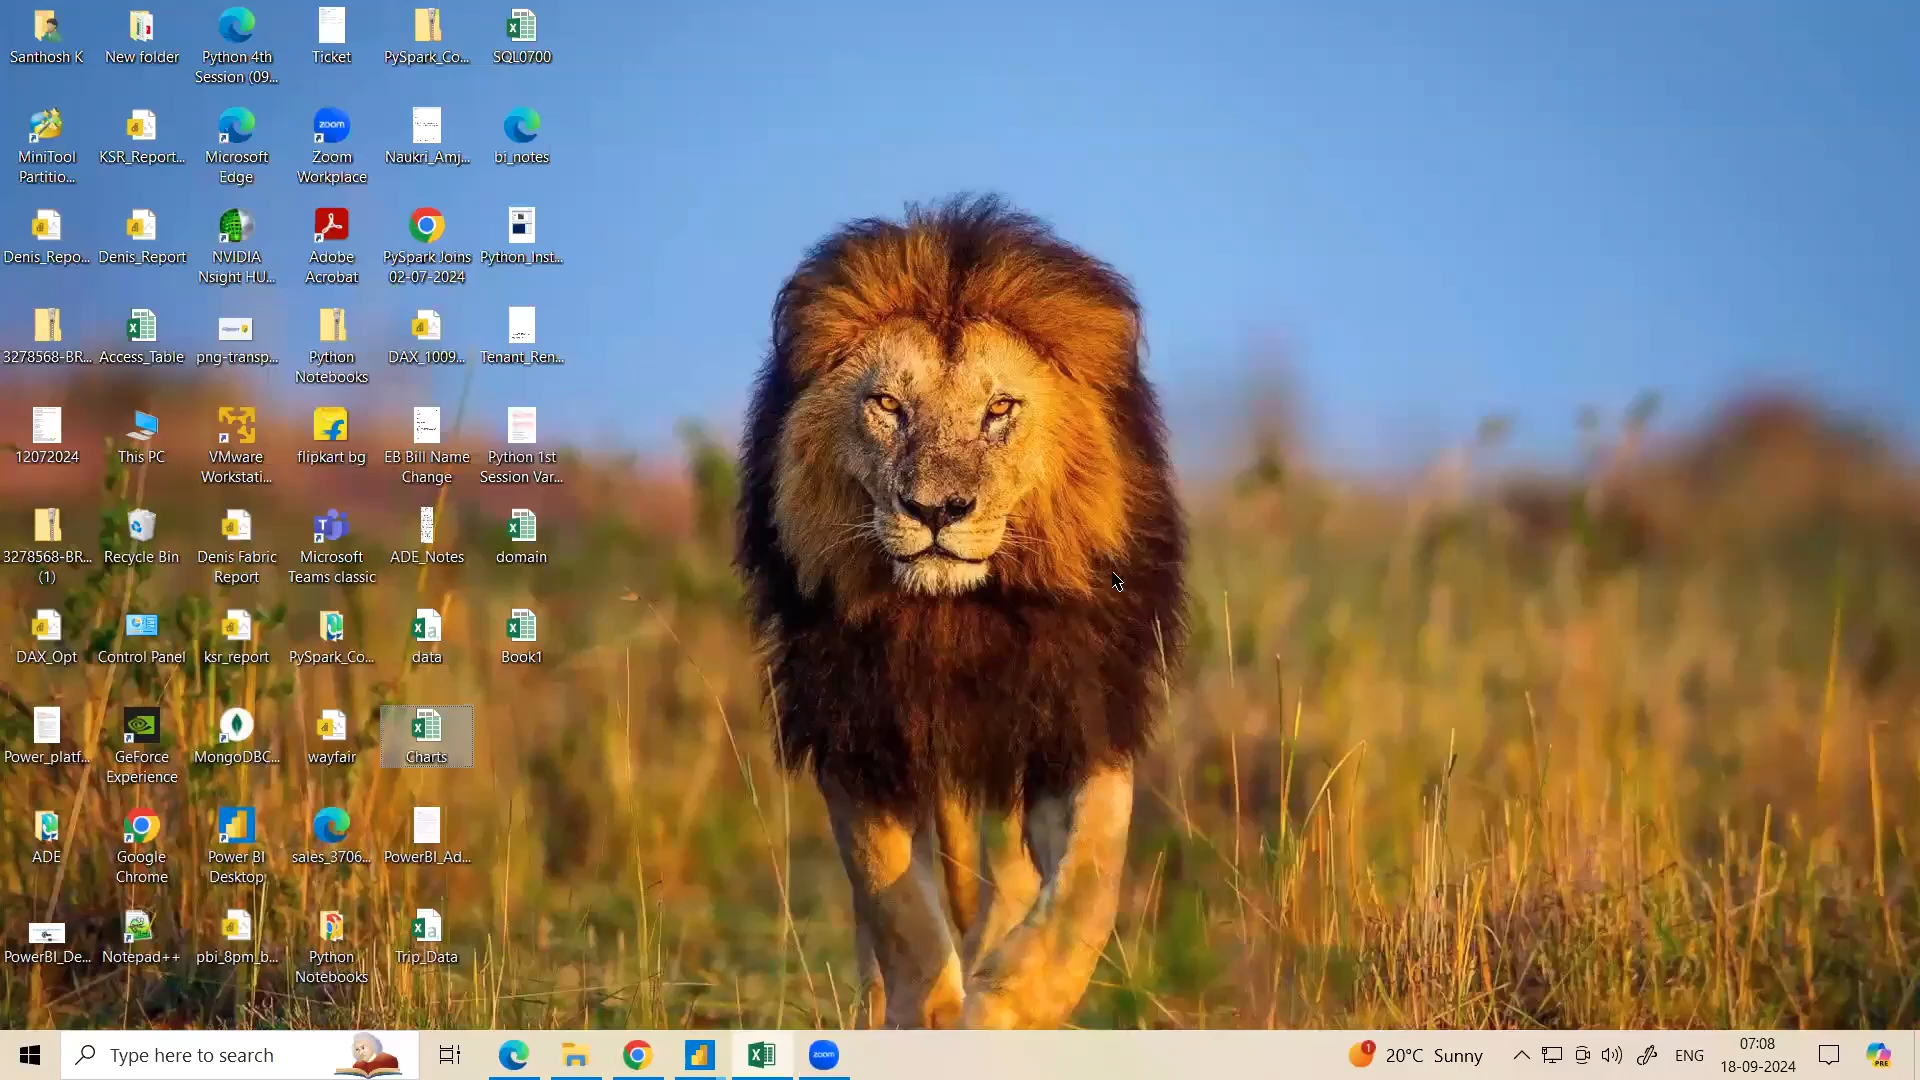 Santhosh K
New folder
Python 4th
Session (09...
Ticket
PySpark_Co...
SQL0700
MiniTool
Partitio...
KSR_Report...
Microsoft
Edge
zoom
Zoom
Workplace
Naukri_Amj...
bi_notes
Denis_Repo...
Denis_Report
NVIDIA
Nsight HU...
Adobe
Acrobat
PySpark Joins
02-07-2024
Python_Inst...
3278568-BR...
Access_Table
png-transp...
Python
Notebooks
DAX_1009...
Tenant_Ren...
12072024
This PC
VMware
Workstati...
flipkart bg
EB Bill Name
Change
Python 1st
Session Var...
3278568-BR...
(1)
Recycle Bin
Denis Fabric
Report
Microsoft
Teams classic
ADE_Notes
domain
DAX_Opt
Control Panel
ksr_report
PySpark_Co...
data
Book1
Power_platf...
GeForce
Experience
MongoDBC...
wayfair
Charts
ADE
Google
Chrome
Power BI
Desktop
sales_3706...
PowerBI_Ad...
PowerBI_De...
Notepad++
pbi_8pm_b...
Python
Notebooks
Trip_Data
Type here to search
zoom
1
20°C Sunny
ENG
07:08
18-09-2024
PRE